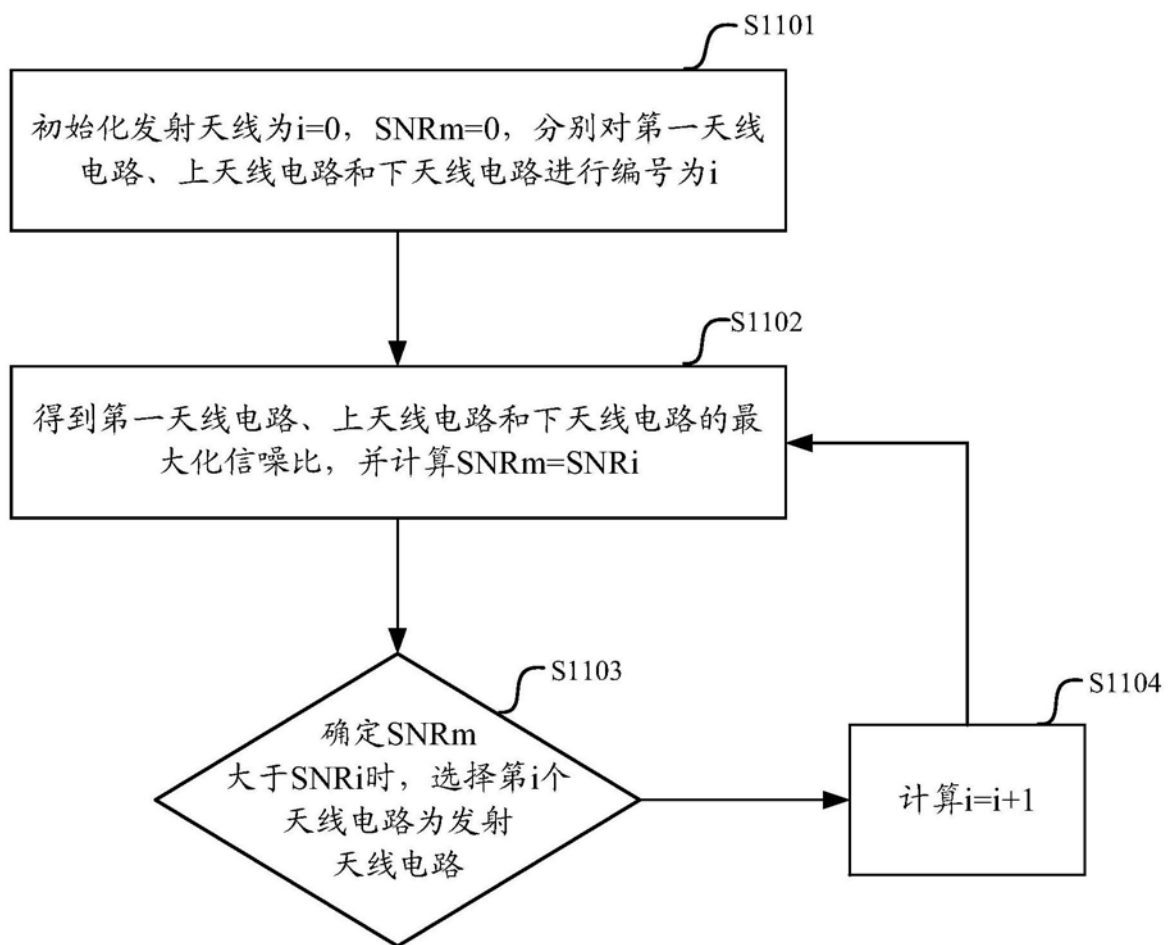 S1101
初始化发射天线为i=0，SNRm=0，分别对第一天线
电路、上天线电路和下天线电路进行编号为i
S1102
得到第一天线电路、上天线电路和下天线电路的最
大化信噪比，并计算SNRm=SNRi
S1103
确定SNRm
大于SNRi时，选择第i个
天线电路为发射
天线电路
S1104
计算i=i+1